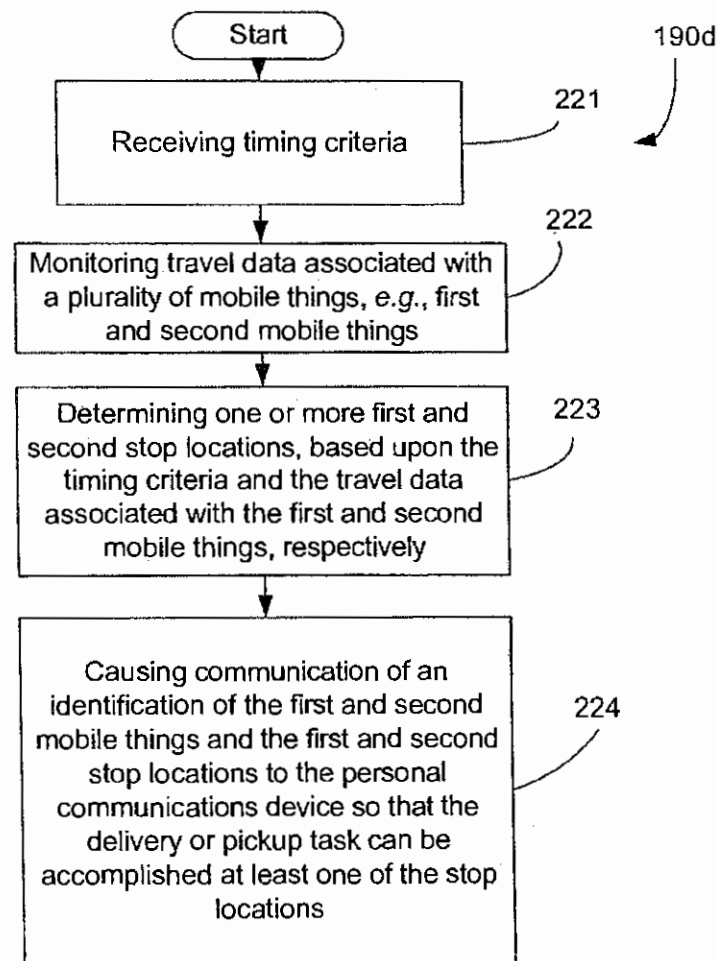 Start
190d
221
Receiving timing criteria
222
Monitoring travel data associated with
a plurality of mobile things, e.g., first
and second mobile things
Determining one or more first and
second stop locations, based upon the
timing criteria and the travel data
associated with the first and second
mobile things, respectively
223
Causing communication of an
identification of the first and second
mobile things and the first and second
stop locations to the personal
communications device so that the
delivery or pickup task can be
accomplished at least one of the stop
locations
224